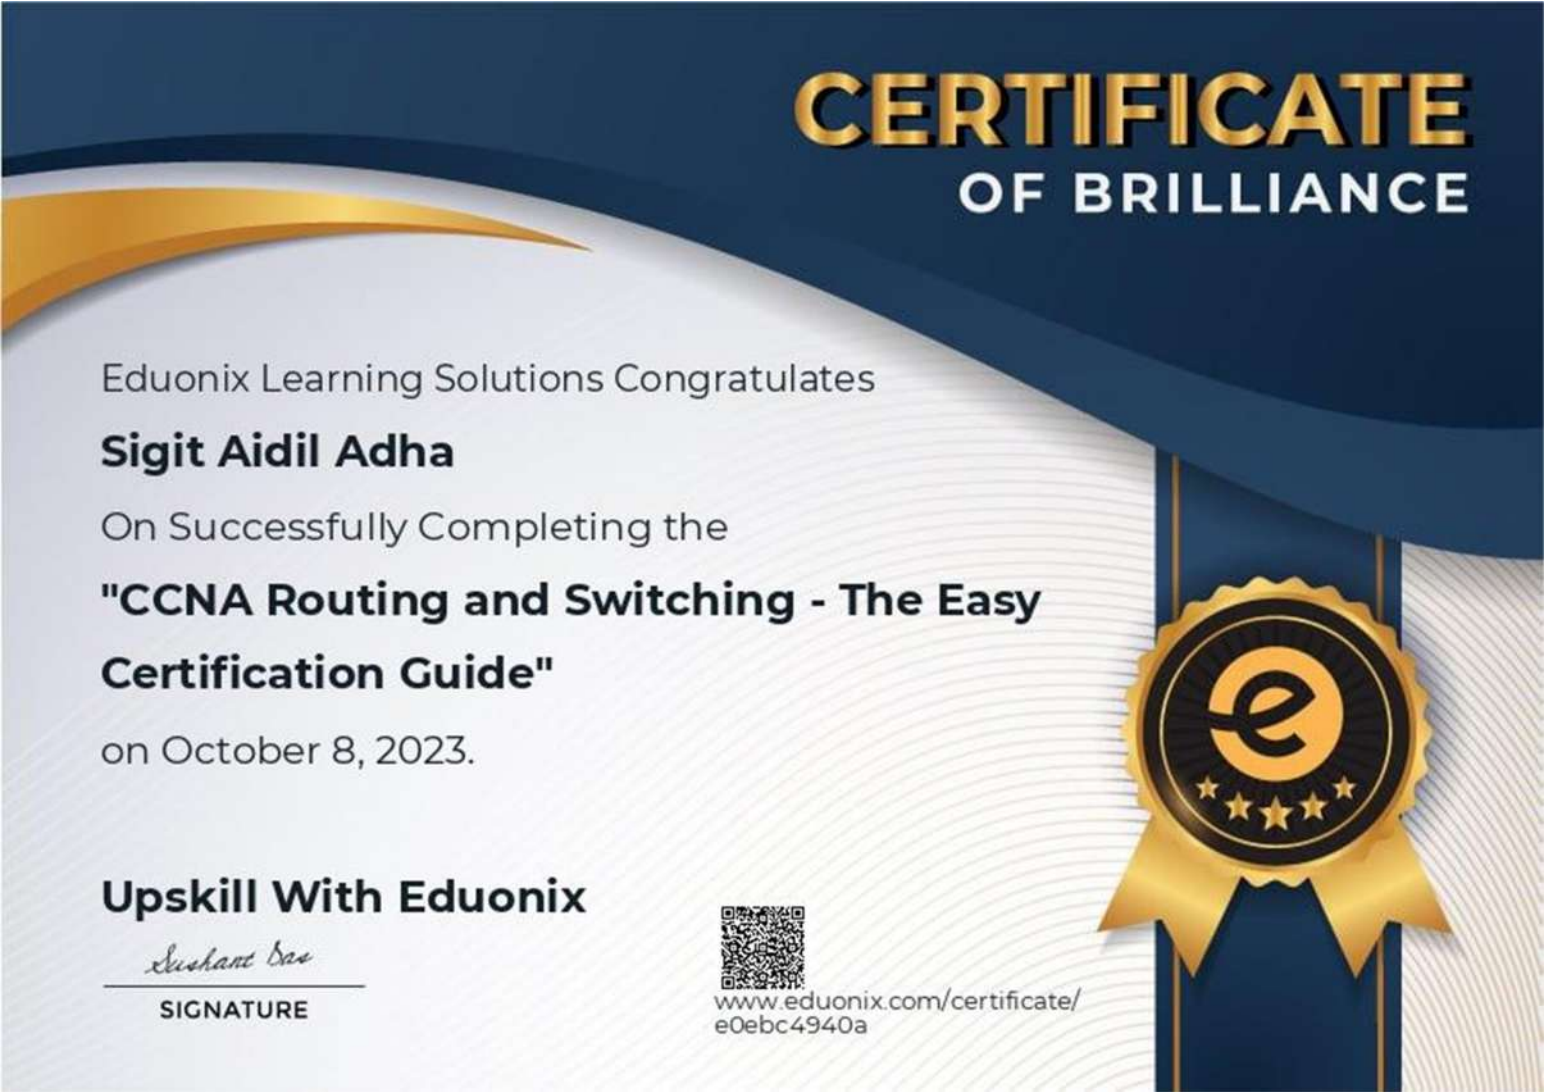 CERTIFICATE
OF BRILLIANCE
Eduonix Learning Solutions Congratulates
Sigit Aidil Adha
On Successfully Completing the
"CCNA Routing and Switching - The Easy
Certification Guide"
on October 8, 2023.
Upskill With Eduonix
Sushant Das
SIGNATURE
www.eduonix.com/certificate/
e0ebc4940a
e